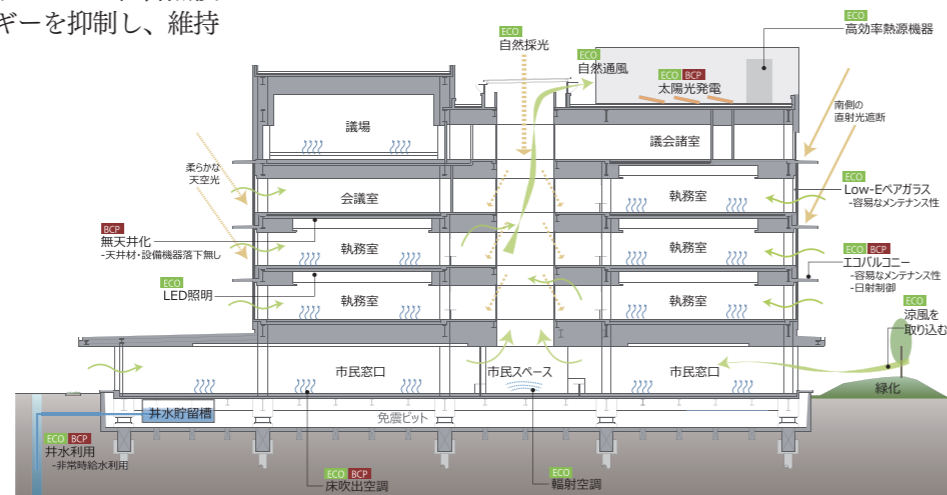 ギーを抑制し、維持
ECO
自然採光
ECO
自然通風
ECO BCP
太陽光発電
ECO
高効率熱源機器
南側の
直射光遮断
議場
議会諸室
柔らかな
天空光
会議室
執務室
ECO
Low-Eペアガラス
-容易なメンテナンス性
BCP
無天井化
-天井材・設備機器落下無し
執務室
執務室
ECO BCP
エコバルコニー
-容易なメンテナンス性
-日射制御
ECO
LED照明
執務室
執務室
ECO
涼風を
取り込む
市民窓口
市民スペース
市民窓口
緑化
井水貯留槽
免震ピット
ECO BCP
井水利用
-非常時給水利用
ECO BCP
床吹出空調
ECO
輻射空調